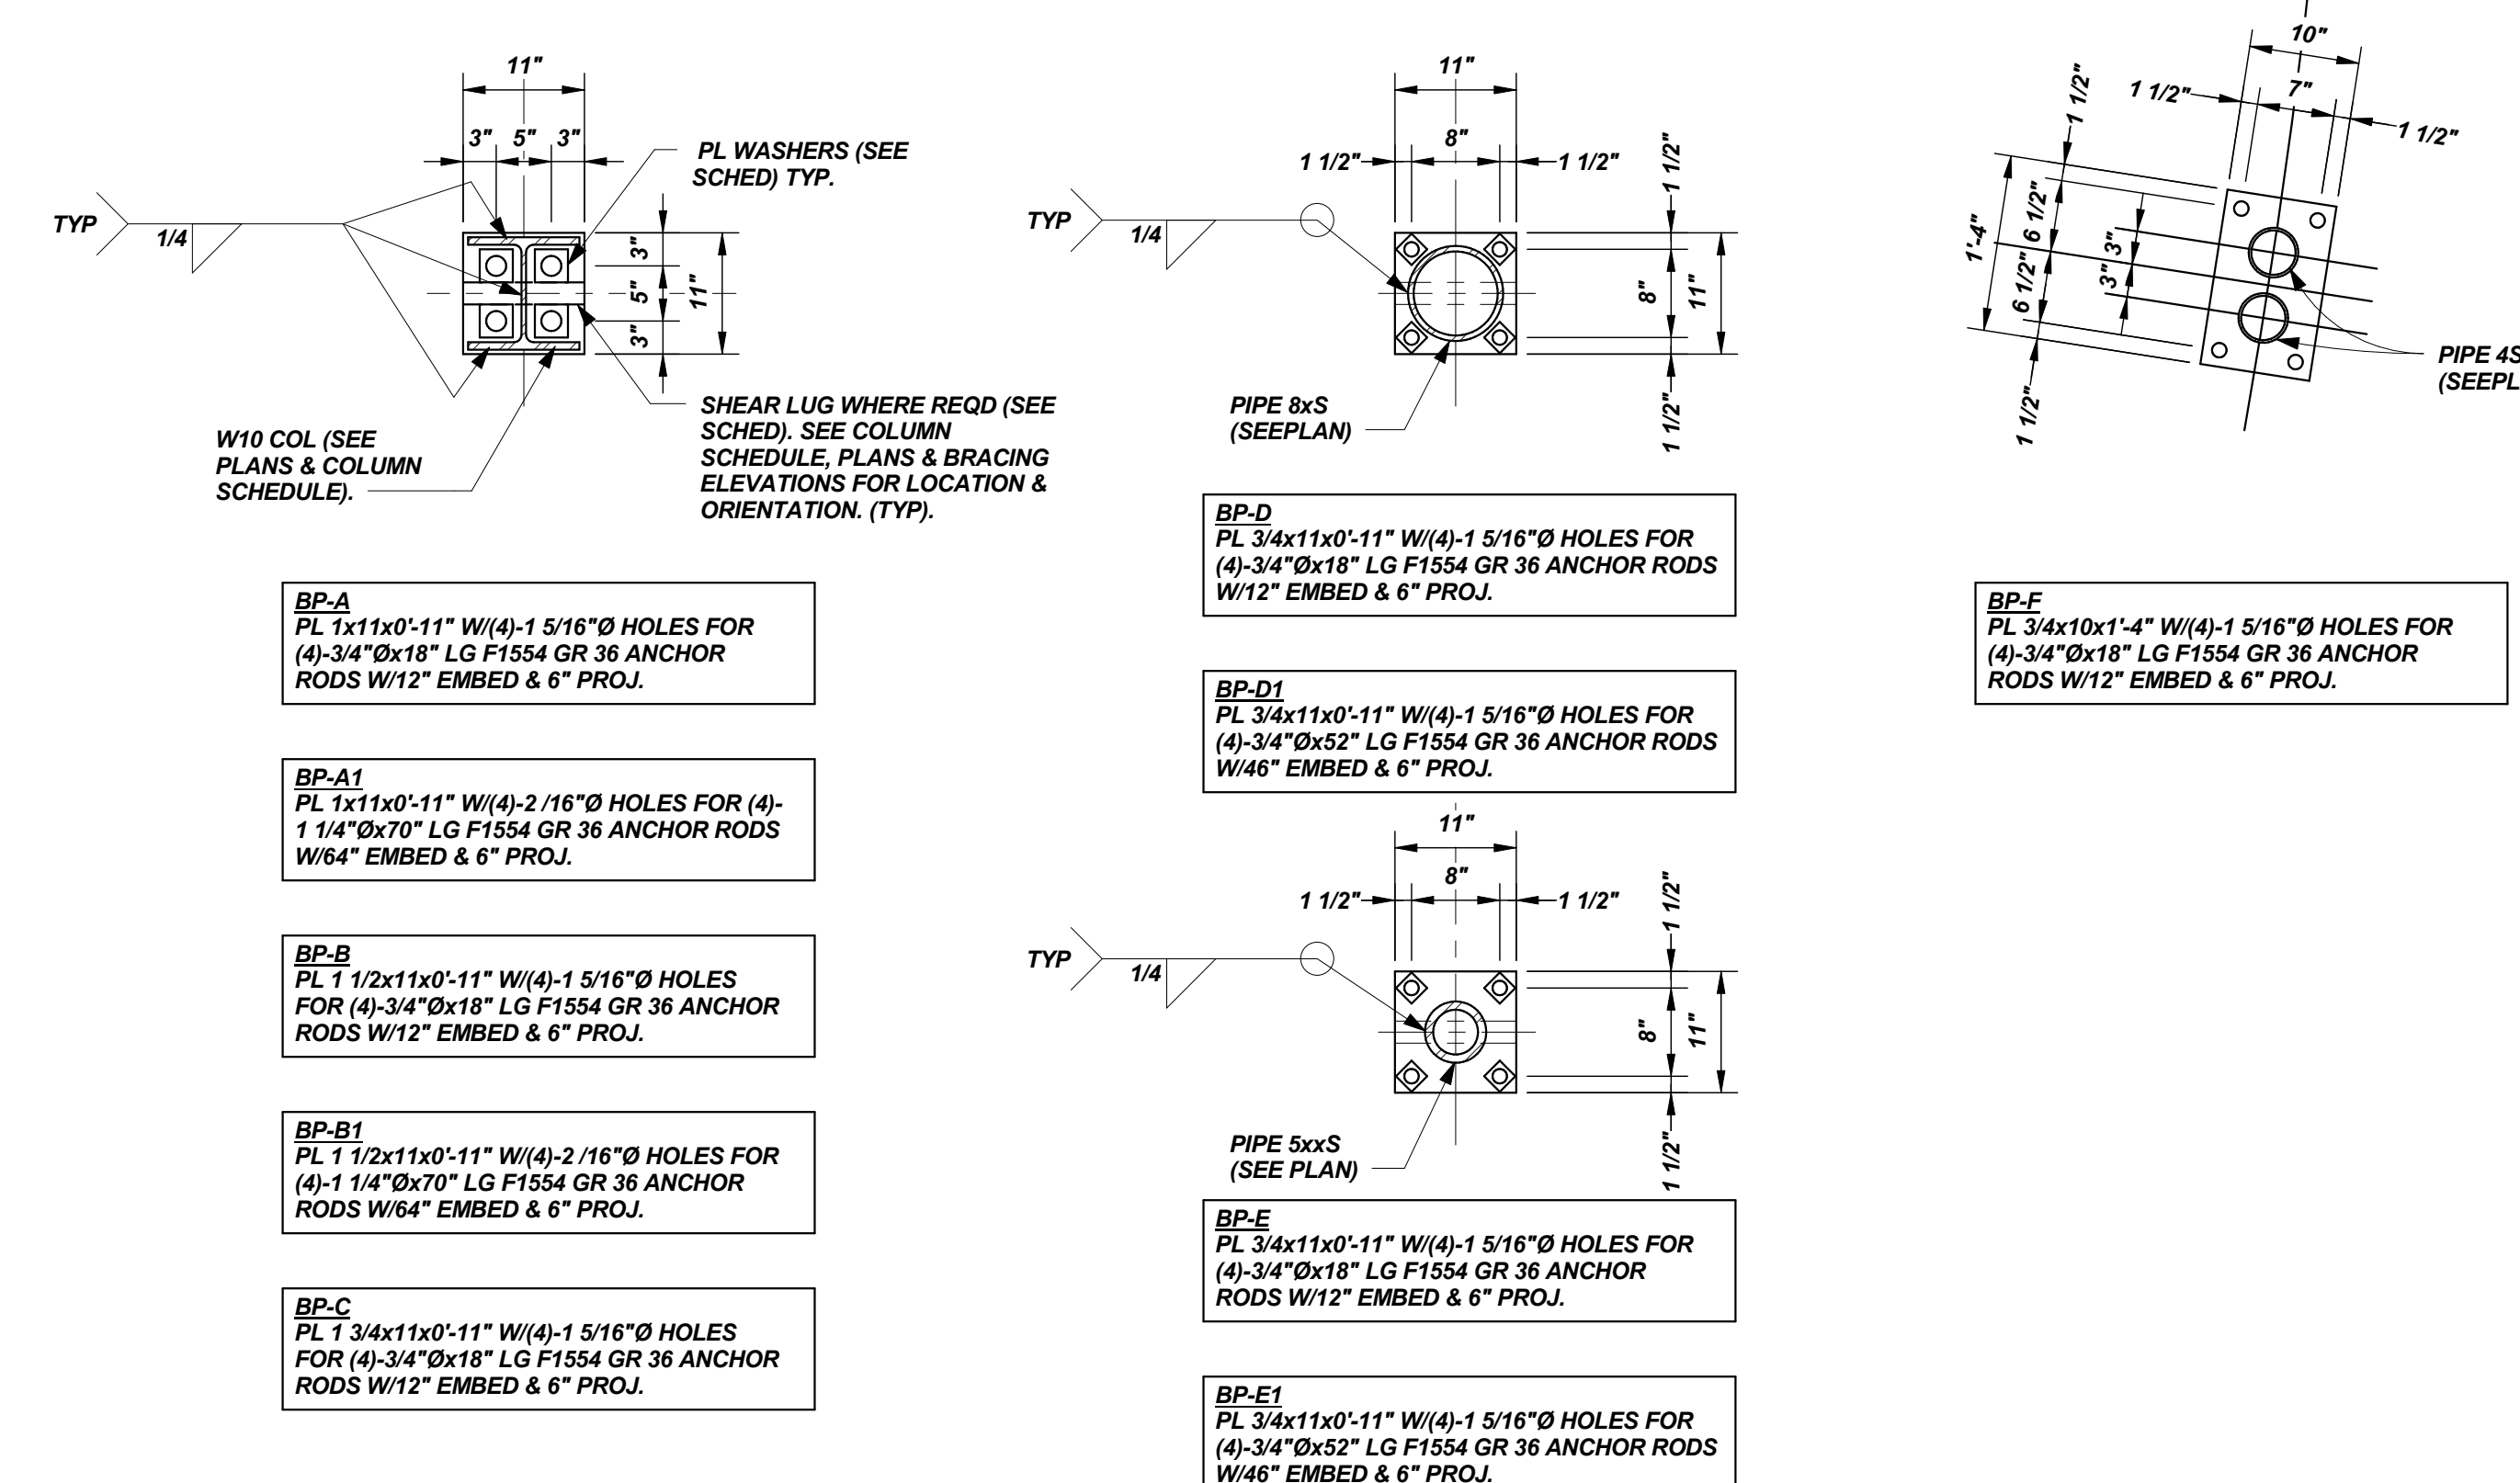 11"
3" 5" 3"
PL WASHERS (SEE
SCHED) TYP.
TYP
1/4
3"
5"
3"
11"
W10 COL (SEE
PLANS & COLUMN
SCHEDULE).
SHEAR LUG WHERE REQD (SEE
SCHED). SEE COLUMN
SCHEDULE, PLANS & BRACING
ELEVATIONS FOR LOCATION &
ORIENTATION. (TYP).
BP-A
PL 1x11x0'-11" W/(4)-1 5/16"Ø HOLES FOR
(4)-3/4"Øx18" LG F1554 GR 36 ANCHOR
RODS W/12" EMBED & 6" PROJ.
BP-A1
PL 1x11x0'-11" W/(4)-2 /16"Ø HOLES FOR (4)-
1 1/4"Øx70" LG F1554 GR 36 ANCHOR RODS
W/64" EMBED & 6" PROJ.
BP-B
PL 1 1/2x11x0'-11" W/(4)-1 5/16"Ø HOLES
FOR (4)-3/4"Øx18" LG F1554 GR 36 ANCHOR
RODS W/12" EMBED & 6" PROJ.
BP-B1
PL 1 1/2x11x0'-11" W/(4)-2 /16"Ø HOLES FOR
(4)-1 1/4"Øx70" LG F1554 GR 36 ANCHOR
RODS W/64" EMBED & 6" PROJ.
BP-C
PL 1 3/4x11x0'-11" W/(4)-1 5/16"Ø HOLES
FOR (4)-3/4"Øx18" LG F1554 GR 36 ANCHOR
RODS W/12" EMBED & 6" PROJ.
11"
8"
1 1/2" 1 1/2"
TYP
1/4
1 1/2"
8"
11"
1 1/2"
PIPE 8xS
(SEEPLAN)
BP-D
PL 3/4x11x0'-11" W/(4)-1 5/16"Ø HOLES FOR
(4)-3/4"Øx18" LG F1554 GR 36 ANCHOR RODS
W/12" EMBED & 6" PROJ.
BP-D1
PL 3/4x11x0'-11" W/(4)-1 5/16"Ø HOLES FOR
(4)-3/4"Øx52" LG F1554 GR 36 ANCHOR RODS
W/46" EMBED & 6" PROJ.
11"
8"
1 1/2" 1 1/2"
TYP
1/4
1 1/2"
8"
11"
1 1/2"
PIPE 5xxS
(SEE PLAN)
BP-E
PL 3/4x11x0'-11" W/(4)-1 5/16"Ø HOLES FOR
(4)-3/4"Øx18" LG F1554 GR 36 ANCHOR
RODS W/12" EMBED & 6" PROJ.
BP-E1
PL 3/4x11x0'-11" W/(4)-1 5/16"Ø HOLES FOR
(4)-3/4"Øx52" LG F1554 GR 36 ANCHOR RODS
W/46" EMBED & 6" PROJ.
10"
1 1/2" 7" 1 1/2"
1 1/2"
1'-4"
6 1/2"
6 1/2"
3"
3"
1 1/2"
PIPE 4S
(SEEPL
BP-F
PL 3/4x10x1'-4" W/(4)-1 5/16"Ø HOLES FOR
(4)-3/4"Øx18" LG F1554 GR 36 ANCHOR
RODS W/12" EMBED & 6" PROJ.